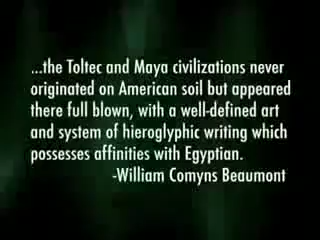 ...the Toltec and Maya civilizations never
originated on American soil but appeared
there full blown, with a well-defined art
and system of hieroglyphic writing which
possesses affinities with Egyptian.
-William Comyns Beaumont